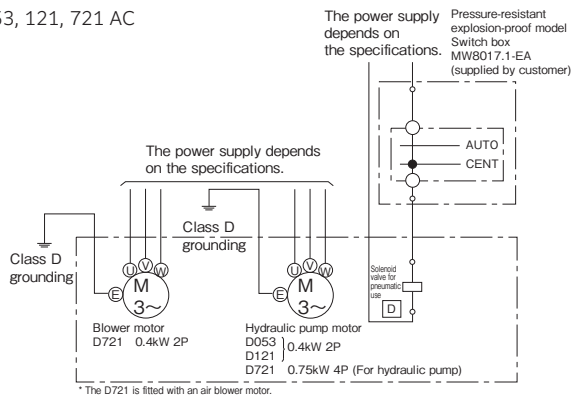 53, 121, 721 AC
The power supply
depends on
the specifications.
Pressure-resistant
explosion-proof model
Switch box
MW8017.1-EA
(supplied by customer)
AUTO
CENT
The power supply depends
on the specifications.
Class D
grounding
Class D
grounding
U V W
E
M
3~
U V W
E
M
3~
Solenoid
valve for
pneumatic
use
D
Blower motor
D721 0.4kW 2P
Hydraulic pump motor
D053
D121
0.4kW 2P
D721 0.75kW 4P (For hydraulic pump)
* The D721 is fitted with an air blower motor.